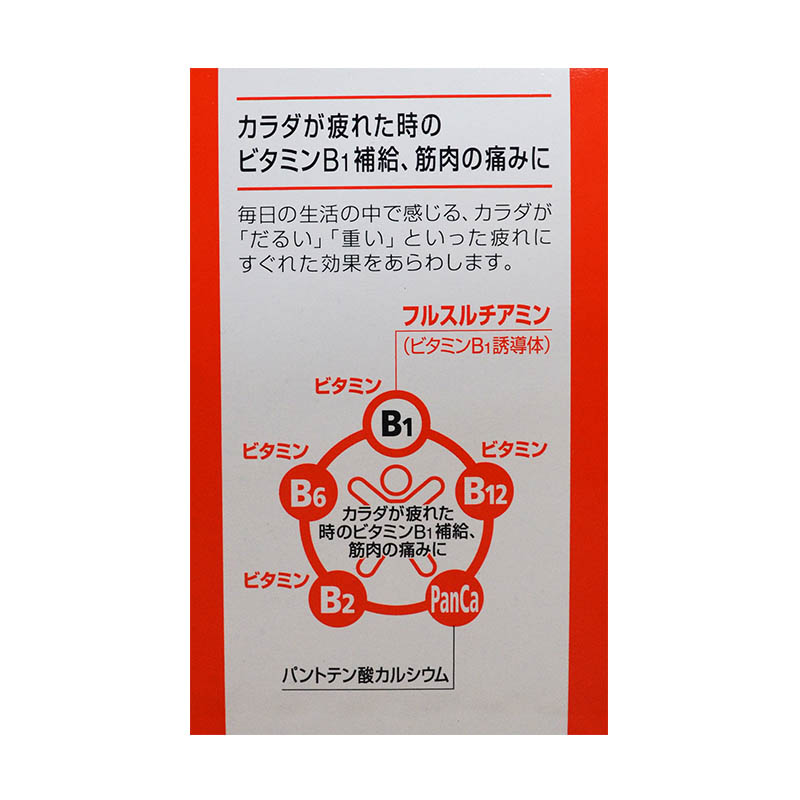 カラダが疲れた時の
ビタミンB1補給、筋肉の痛みに
毎日の生活の中で感じる、カラダが
「だるい」「重い」といった疲れに
すぐれた効果をあらわします。
フルスルチアミン
(ビタミンB1誘導体)
ビタミン
B1
ビタミン
B6
ビタミン
B12
カラダが疲れた
時のビタミンB1補給、
筋肉の痛みに
ビタミン
B2
PanCa
パントテン酸カルシウム